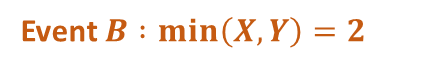 Event B : min(X, Y) = 2